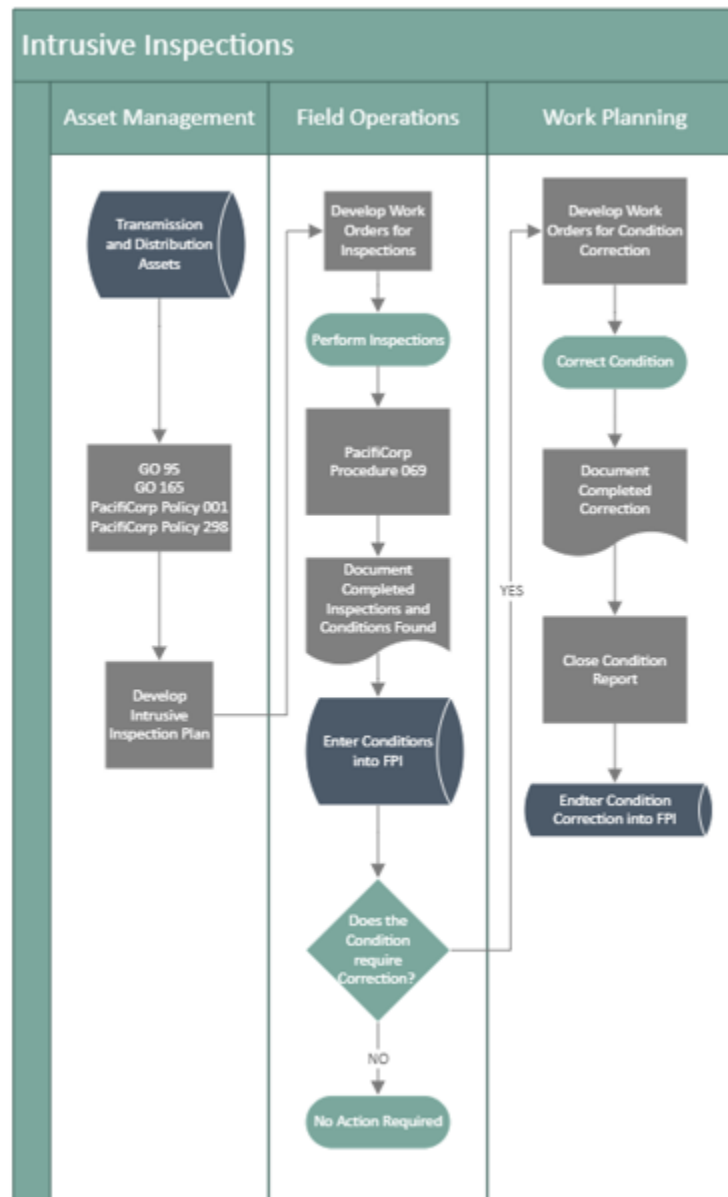 Intrusive Inspections
Asset Management
Field Operations
Work Planning
Transmission
and Distribution
Assets
GO 95
GO 165
PacifiCorp Policy 001
PacifiCorp Policy 298
Develop
Intrusive
Inspection Plan
Develop Work
Orders for
Inspections
Perform Inspections
PacifiCorp
Procedure 069
Document
Completed
Inspections and
Conditions Found
Enter Conditions
into FPI
Does the
Condition
require
Correction?
NO
No Action Required
YES
Develop Work
Orders for Condition
Correction
Correct Condition
Document
Completed
Correction
Close Condition
Report
Endter Condition
Correction into FPI